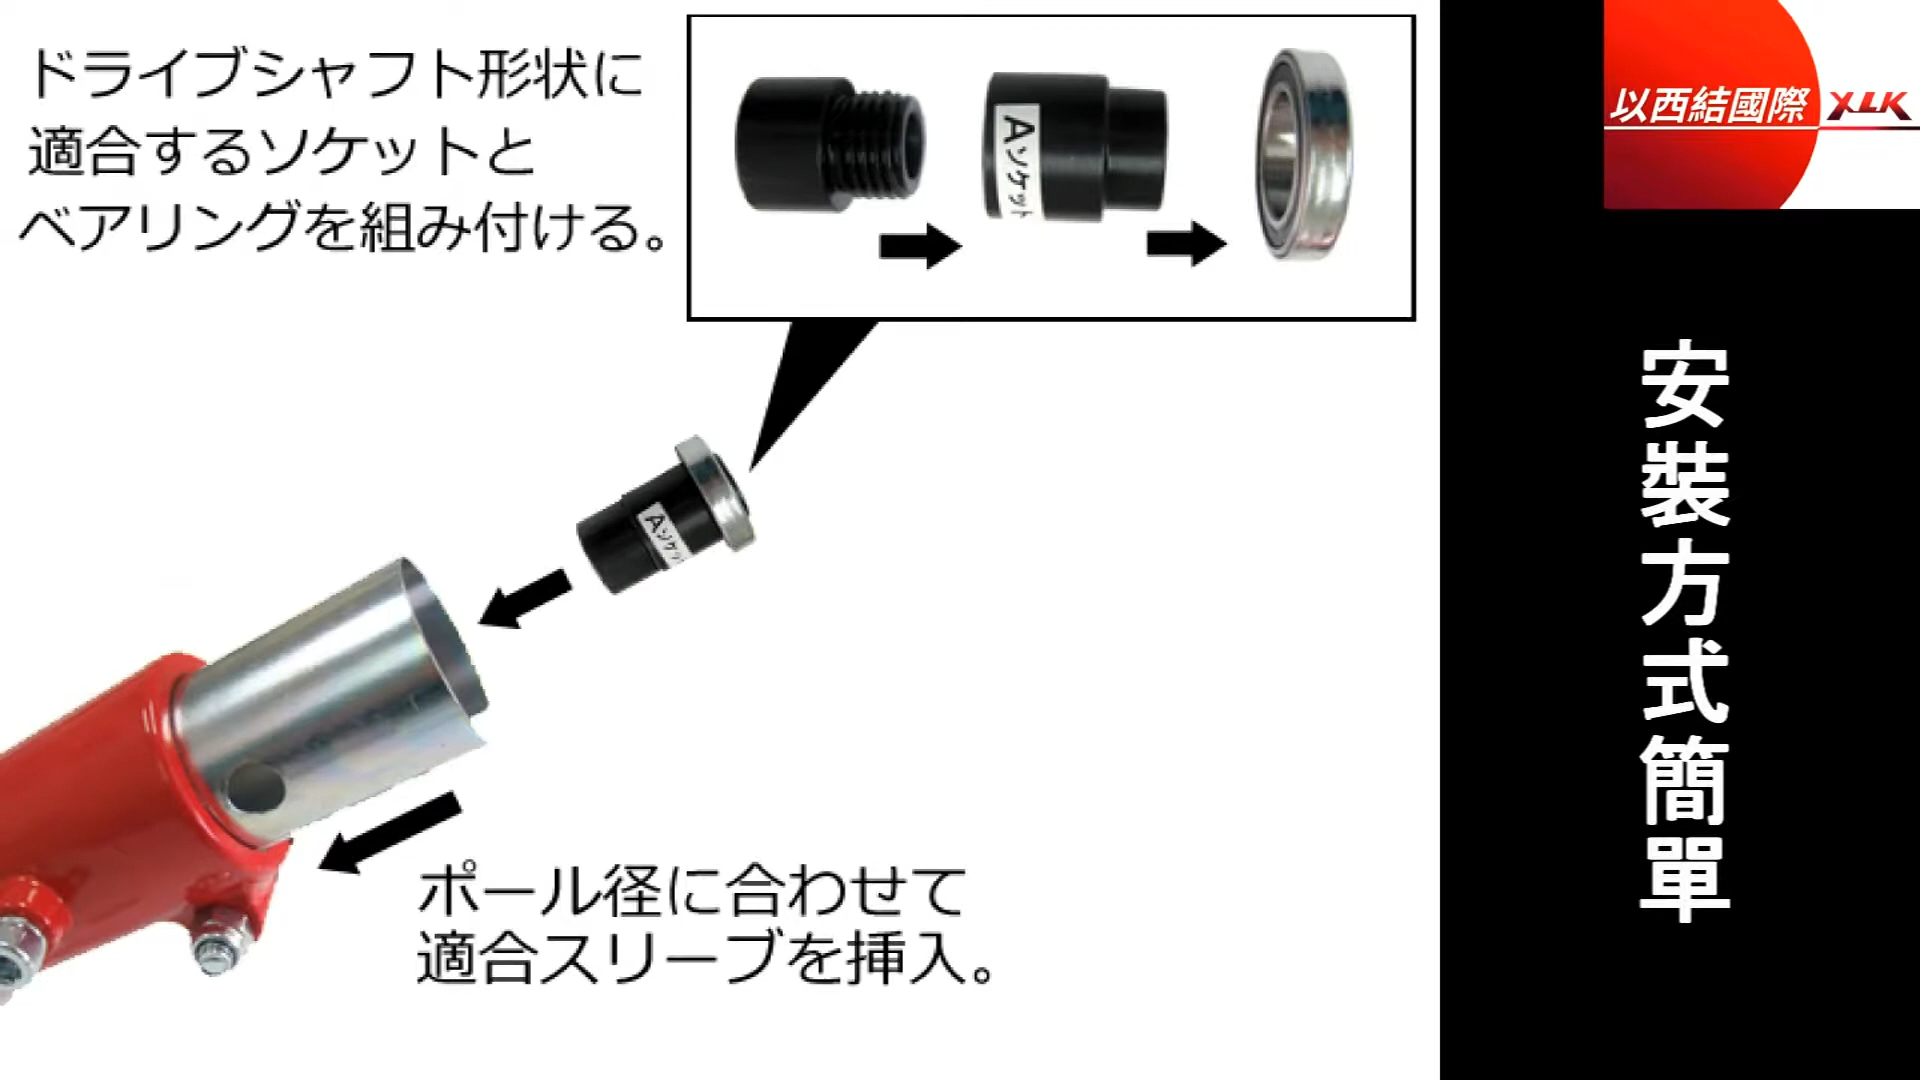 ドライブシャフト形状に
適合するソケットと
ベアリングを組み付ける。
Aソケット
Aソケッ
ポール径に合わせて
適合スリーブを挿入。
以西結國際 XLK
安裝方式簡單